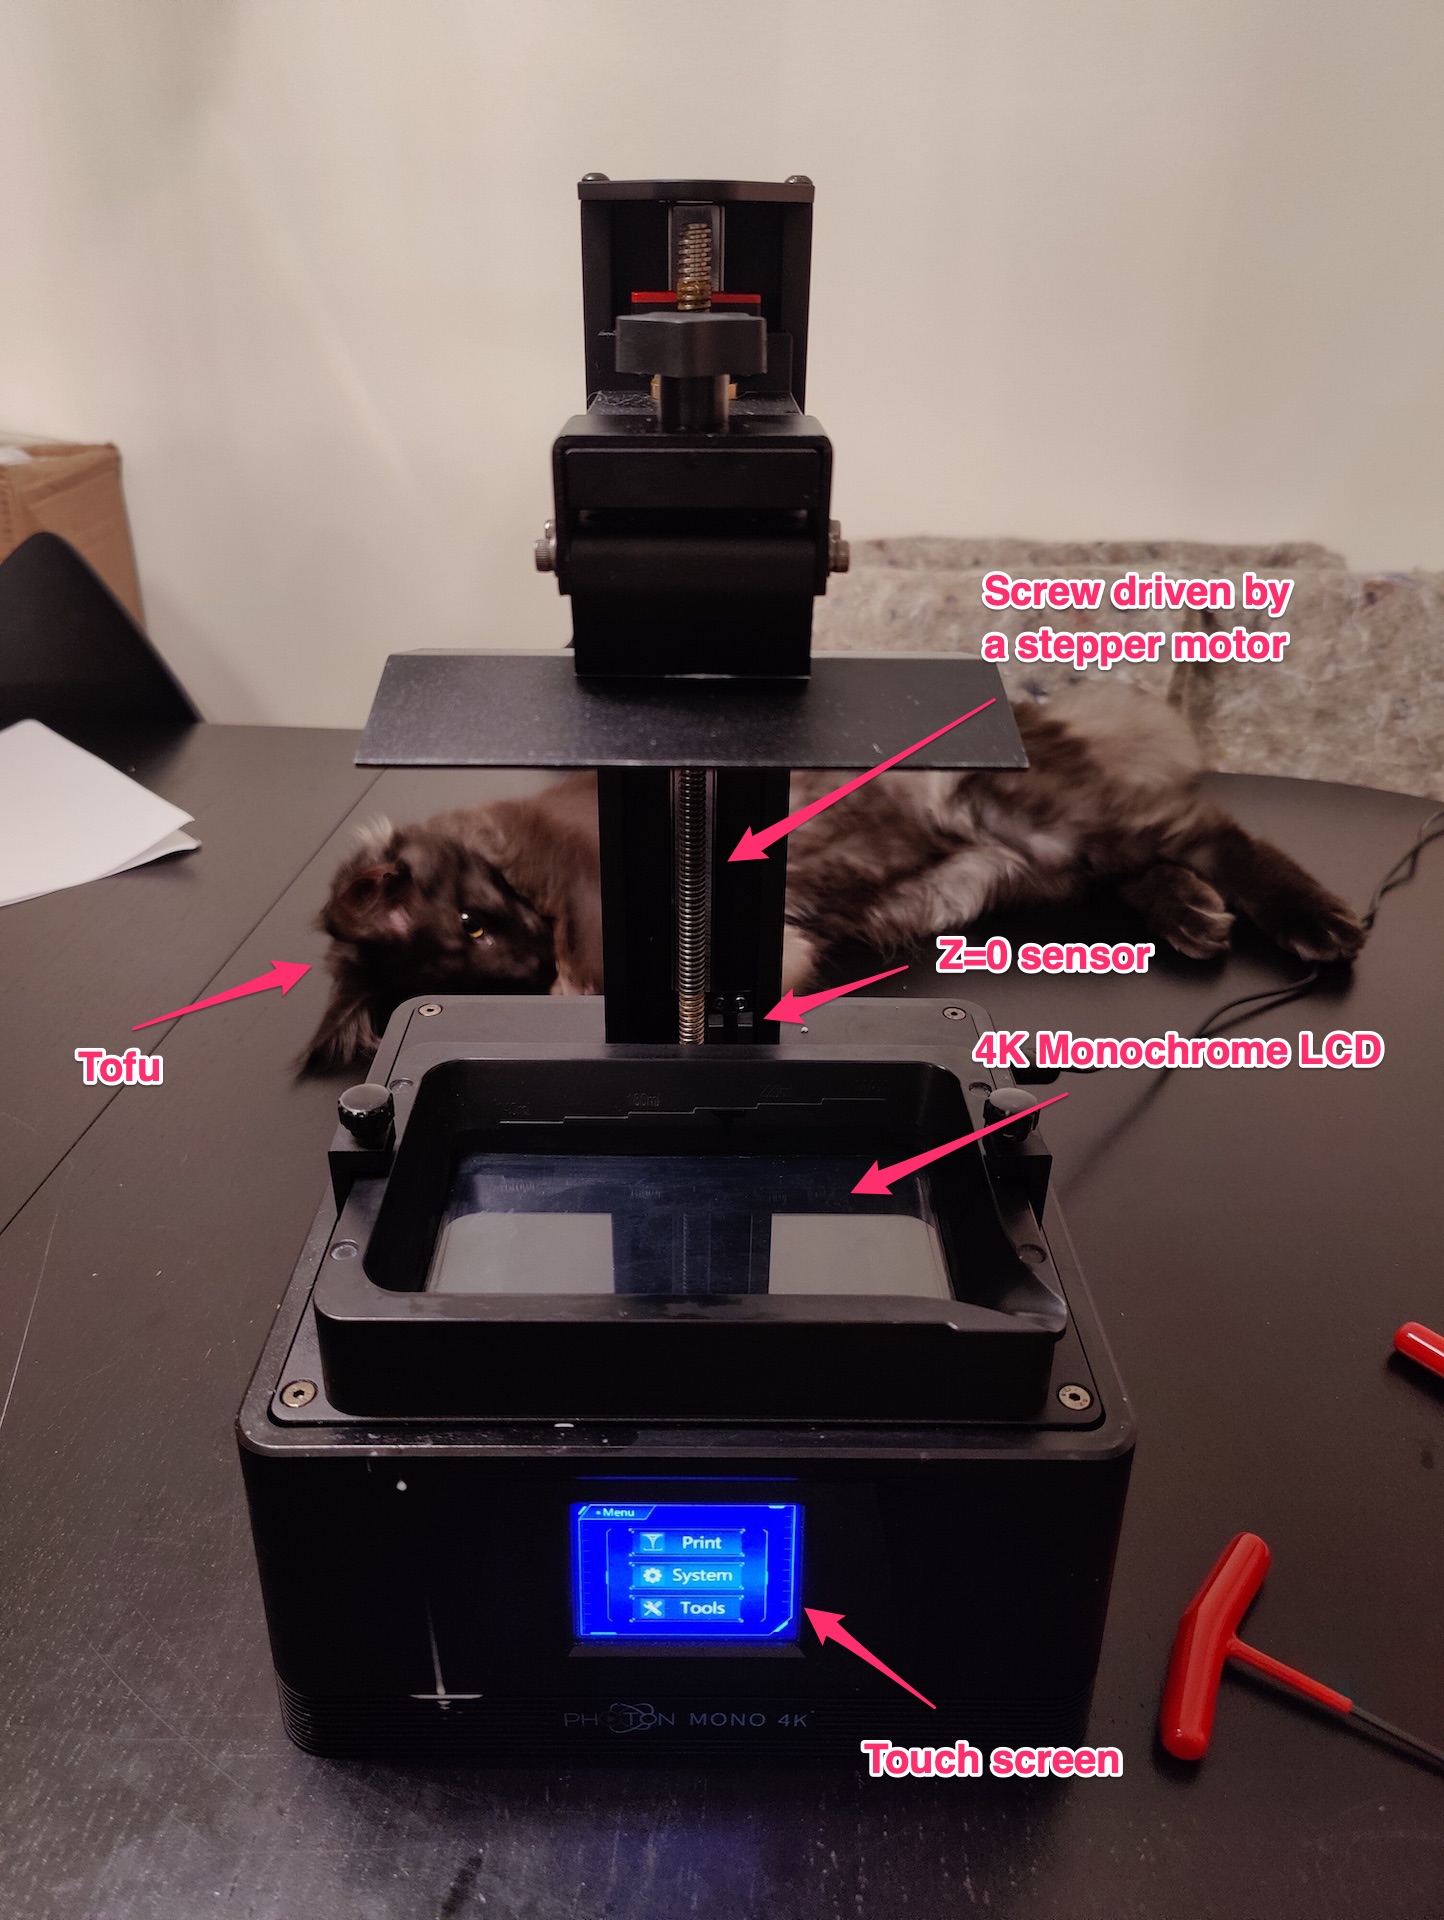 Screw driven by
a stepper motor
Z=0 sensor
4K Monochrome LCD
Tofu
180ml
Menu
Print
System
Tools
PHOTON MONO 4K
Touch screen